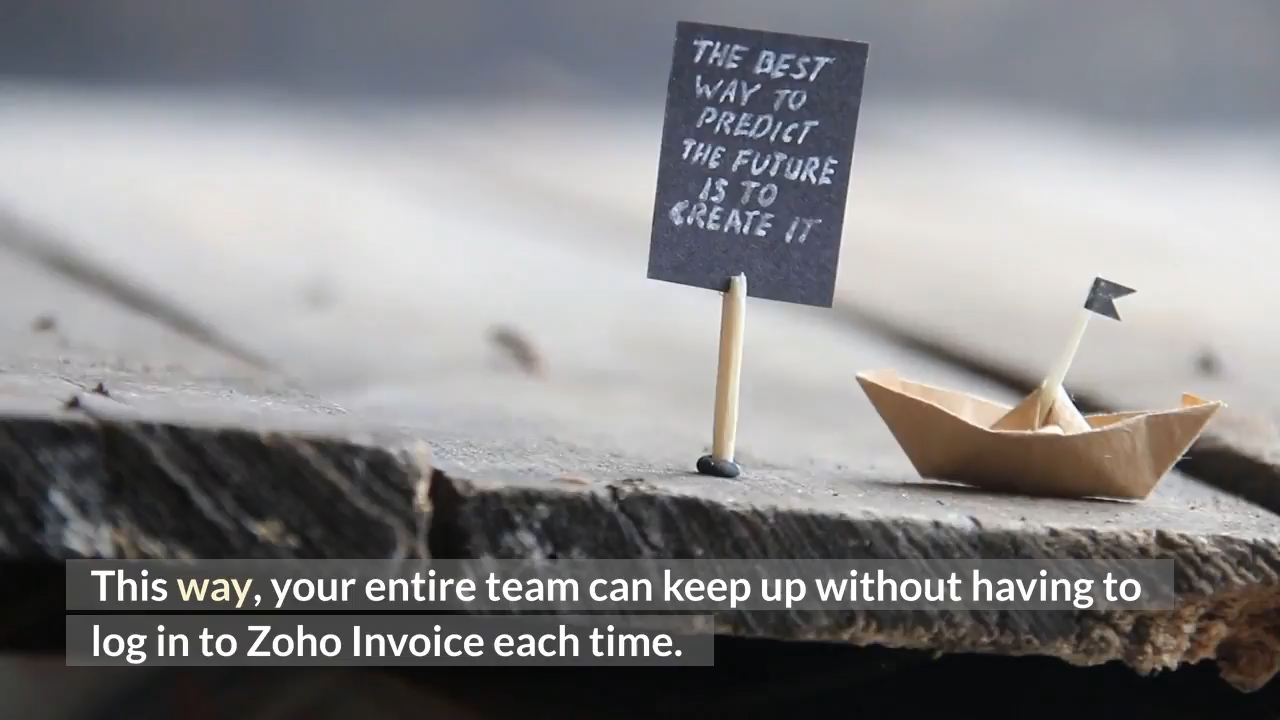 THE BEST
WAY TO
PREDICT
THE FUTURE
IS TO
CREATE IT
This way, your entire team can keep up without having to
log in to Zoho Invoice each time.